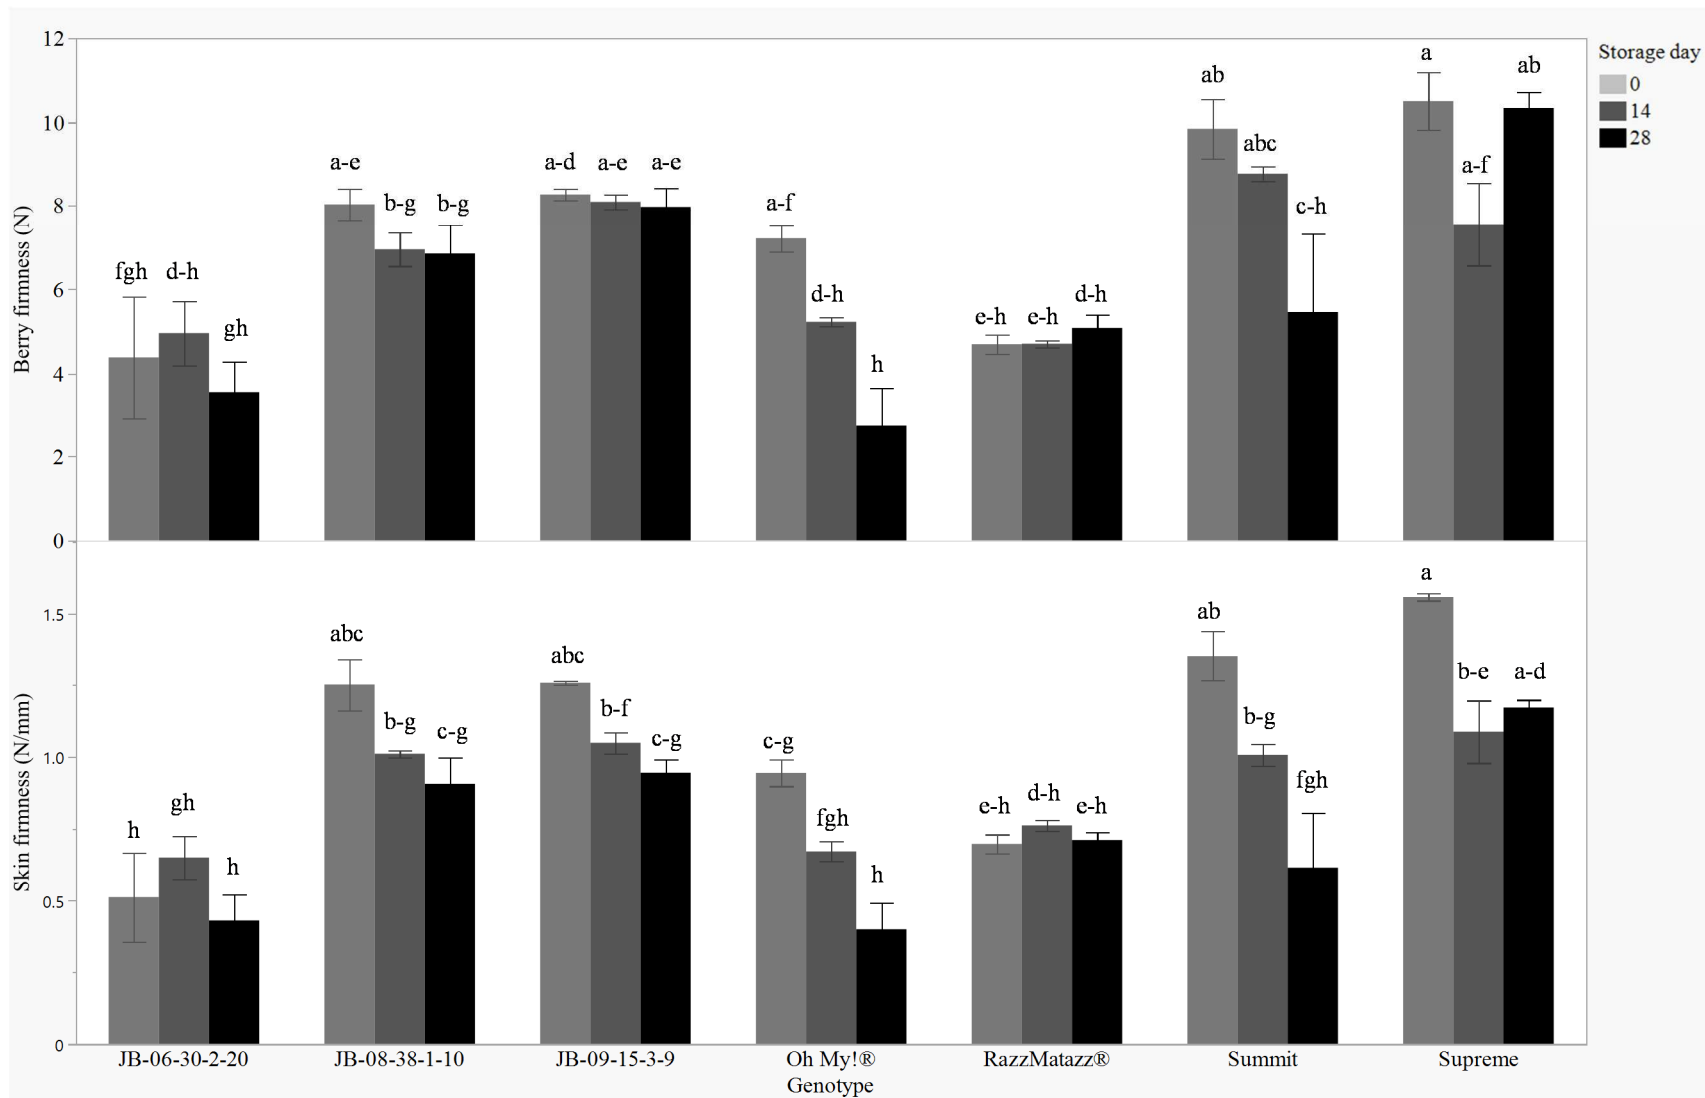 12
10
8
6
4
2
0
Berry firmness (N)
fgh d-h gh
a-e b-g b-g
a-d a-e a-e
a-f d-h h
e-h e-h d-h
ab abc c-h
a a-f ab
Storage day
0
14
28
1.5
1.0
0.5
0
Skin firmness (N/mm)
h gh h
abc b-g c-g
abc b-f c-g
c-g fgh h
e-h d-h e-h
ab b-g fgh
a b-e a-d
JB-06-30-2-20 JB-08-38-1-10 JB-09-15-3-9 Oh My!® RazzMatazz® Summit Supreme
Genotype